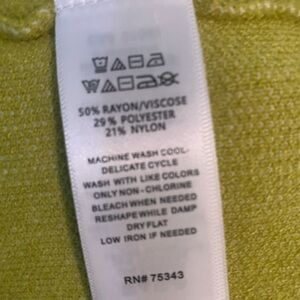 50% RAYON/VISCOSE
29% POLYESTER
21% NYLON
MACHINE WASH COOL-
DELICATE CYCLE
WASH WITH LIKE COLORS
ONLY NON-CHLORINE
BLEACH WHEN NEEDED
RESHAPE WHILE DAMP
DRY FLAT
LOW IRON IF NEEDED
RN# 75343